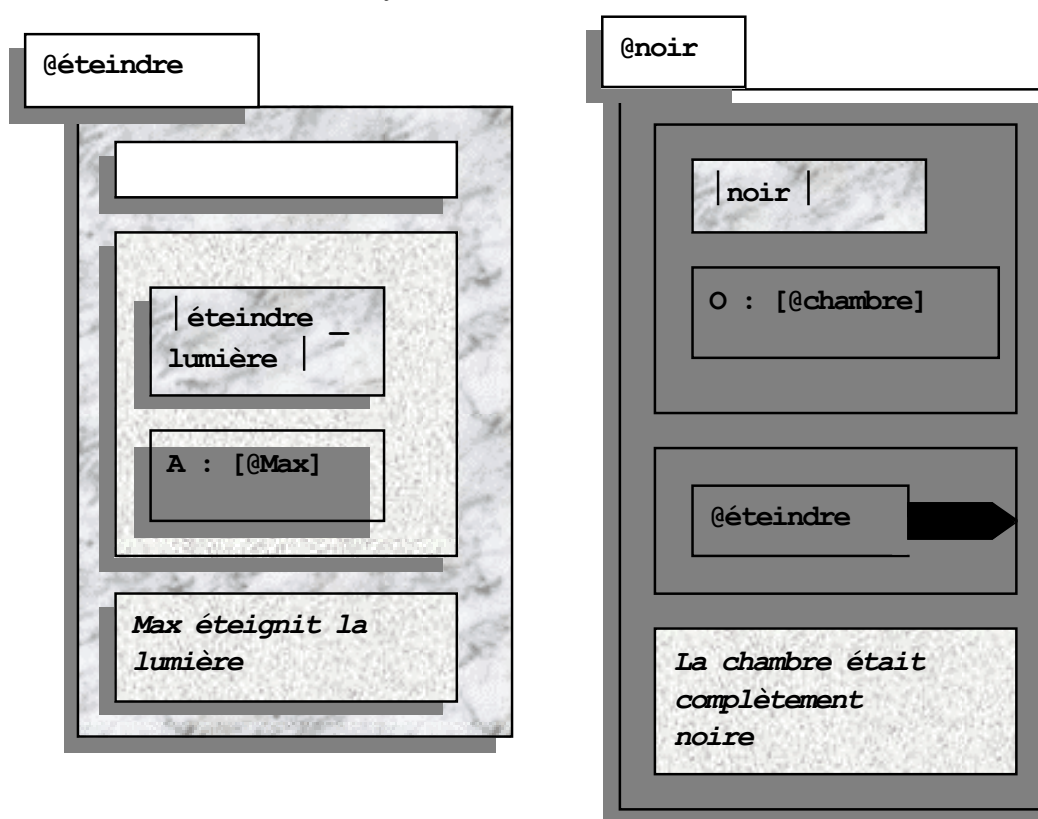 @éteindre
|éteindre _
lumière |
A : [@Max]
Max éteignit la
lumière
@noir
|noir |
O : [@chambre]
@éteindre
La chambre était
complètement
noire